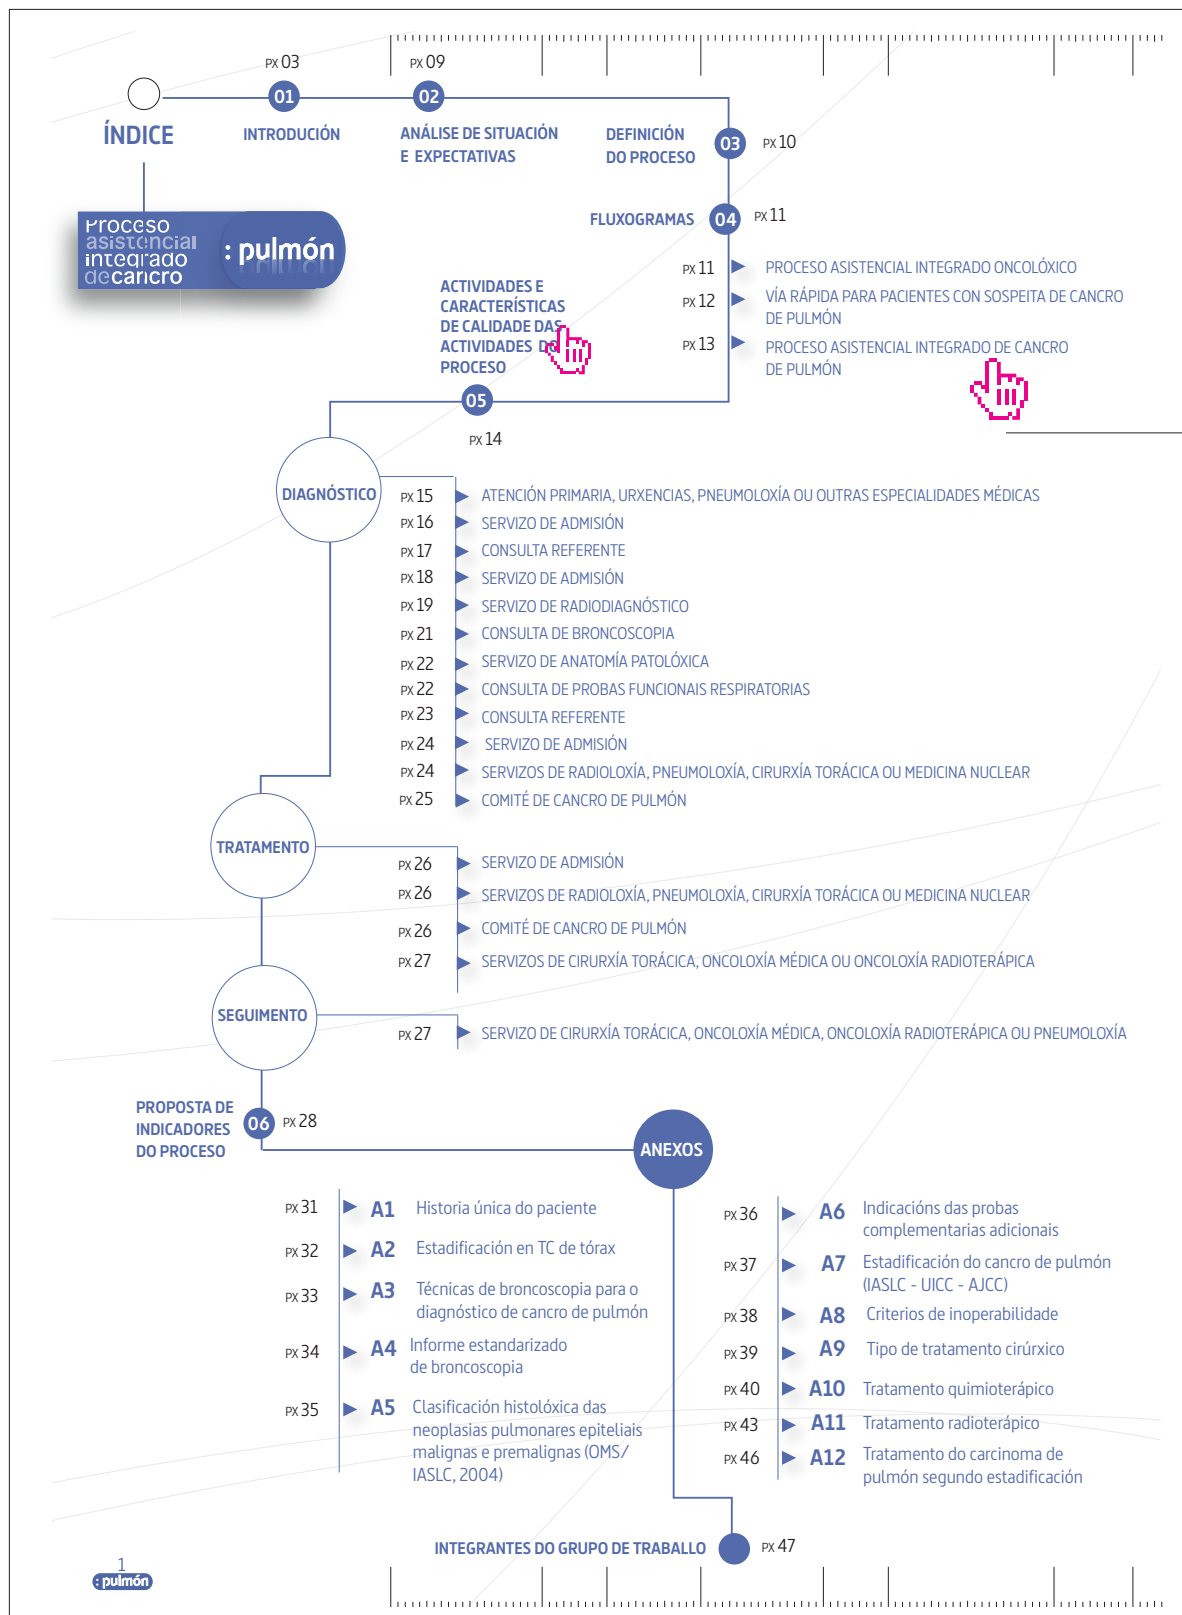 PX 03
PX 09
01
02
ÍNDICE
INTRODUCIÓN
ANÁLISE DE SITUACIÓN
E EXPECTATIVAS
DEFINICIÓN
DO PROCESO
03
PX 10
FLUXOGRAMAS
04
PX 11
Proceso
asistencial
integrado
decancro
: pulmón
PX 11
PROCESO ASISTENCIAL INTEGRADO ONCOLÓXICO
PX 12
VÍA RÁPIDA PARA PACIENTES CON SOSPEITA DE CANCRO
DE PULMÓN
PX 13
PROCESO ASISTENCIAL INTEGRADO DE CANCRO
DE PULMÓN
ACTIVIDADES E
CARACTERÍSTICAS
DE CALIDADE DAS
ACTIVIDADES DO
PROCESO
05
PX 14
DIAGNÓSTICO
PX 15 ATENCIÓN PRIMARIA, URXENCIAS, PNEUMOLOXÍA OU OUTRAS ESPECIALIDADES MÉDICAS
PX 16 SERVIZO DE ADMISIÓN
PX 17 CONSULTA REFERENTE
PX 18 SERVIZO DE ADMISIÓN
PX 19 SERVIZO DE RADIODIAGNÓSTICO
PX 21 CONSULTA DE BRONCOSCOPIA
PX 22 SERVIZO DE ANATOMÍA PATOLÓXICA
PX 22 CONSULTA DE PROBAS FUNCIONAIS RESPIRATORIAS
PX 23 CONSULTA REFERENTE
PX 24 SERVIZO DE ADMISIÓN
PX 24 SERVIZOS DE RADIOLOXÍA, PNEUMOLOXÍA, CIRURXÍA TORÁCICA OU MEDICINA NUCLEAR
PX 25 COMITÉ DE CANCRO DE PULMÓN
TRATAMENTO
PX 26 SERVIZO DE ADMISIÓN
PX 26 SERVIZOS DE RADIOLOXÍA, PNEUMOLOXÍA, CIRURXÍA TORÁCICA OU MEDICINA NUCLEAR
PX 26 COMITÉ DE CANCRO DE PULMÓN
PX 27 SERVIZOS DE CIRURXÍA TORÁCICA, ONCOLOXÍA MÉDICA OU ONCOLOXÍA RADIOTERÁPICA
SEGUIMENTO
PX 27 SERVIZO DE CIRURXÍA TORÁCICA, ONCOLOXÍA MÉDICA, ONCOLOXÍA RADIOTERÁPICA OU PNEUMOLOXÍA
PROPOSTA DE
INDICADORES
DO PROCESO
06
PX 28
ANEXOS
PX 31 A1 Historia única do paciente
PX 32 A2 Estadificación en TC de tórax
PX 33 A3 Técnicas de broncoscopia para o
diagnóstico de cancro de pulmón
PX 34 A4 Informe estandarizado
de broncoscopia
PX 35 A5 Clasificación histolóxica das
neoplasias pulmonares epiteliais
malignas e premalignas (OMS/
IASLC, 2004)
PX 36 A6 Indicacións das probas
complementarias adicionais
PX 37 A7 Estadificación do cancro de pulmón
(IASLC - UICC - AJCC)
PX 38 A8 Criterios de inoperabilidade
PX 39 A9 Tipo de tratamento cirúrxico
PX 40 A10 Tratamento quimioterápico
PX 43 A11 Tratamento radioterápico
PX 46 A12 Tratamento do carcinoma de
pulmón segundo estadificación
INTEGRANTES DO GRUPO DE TRABALLO
PX 47
1
: pulmón